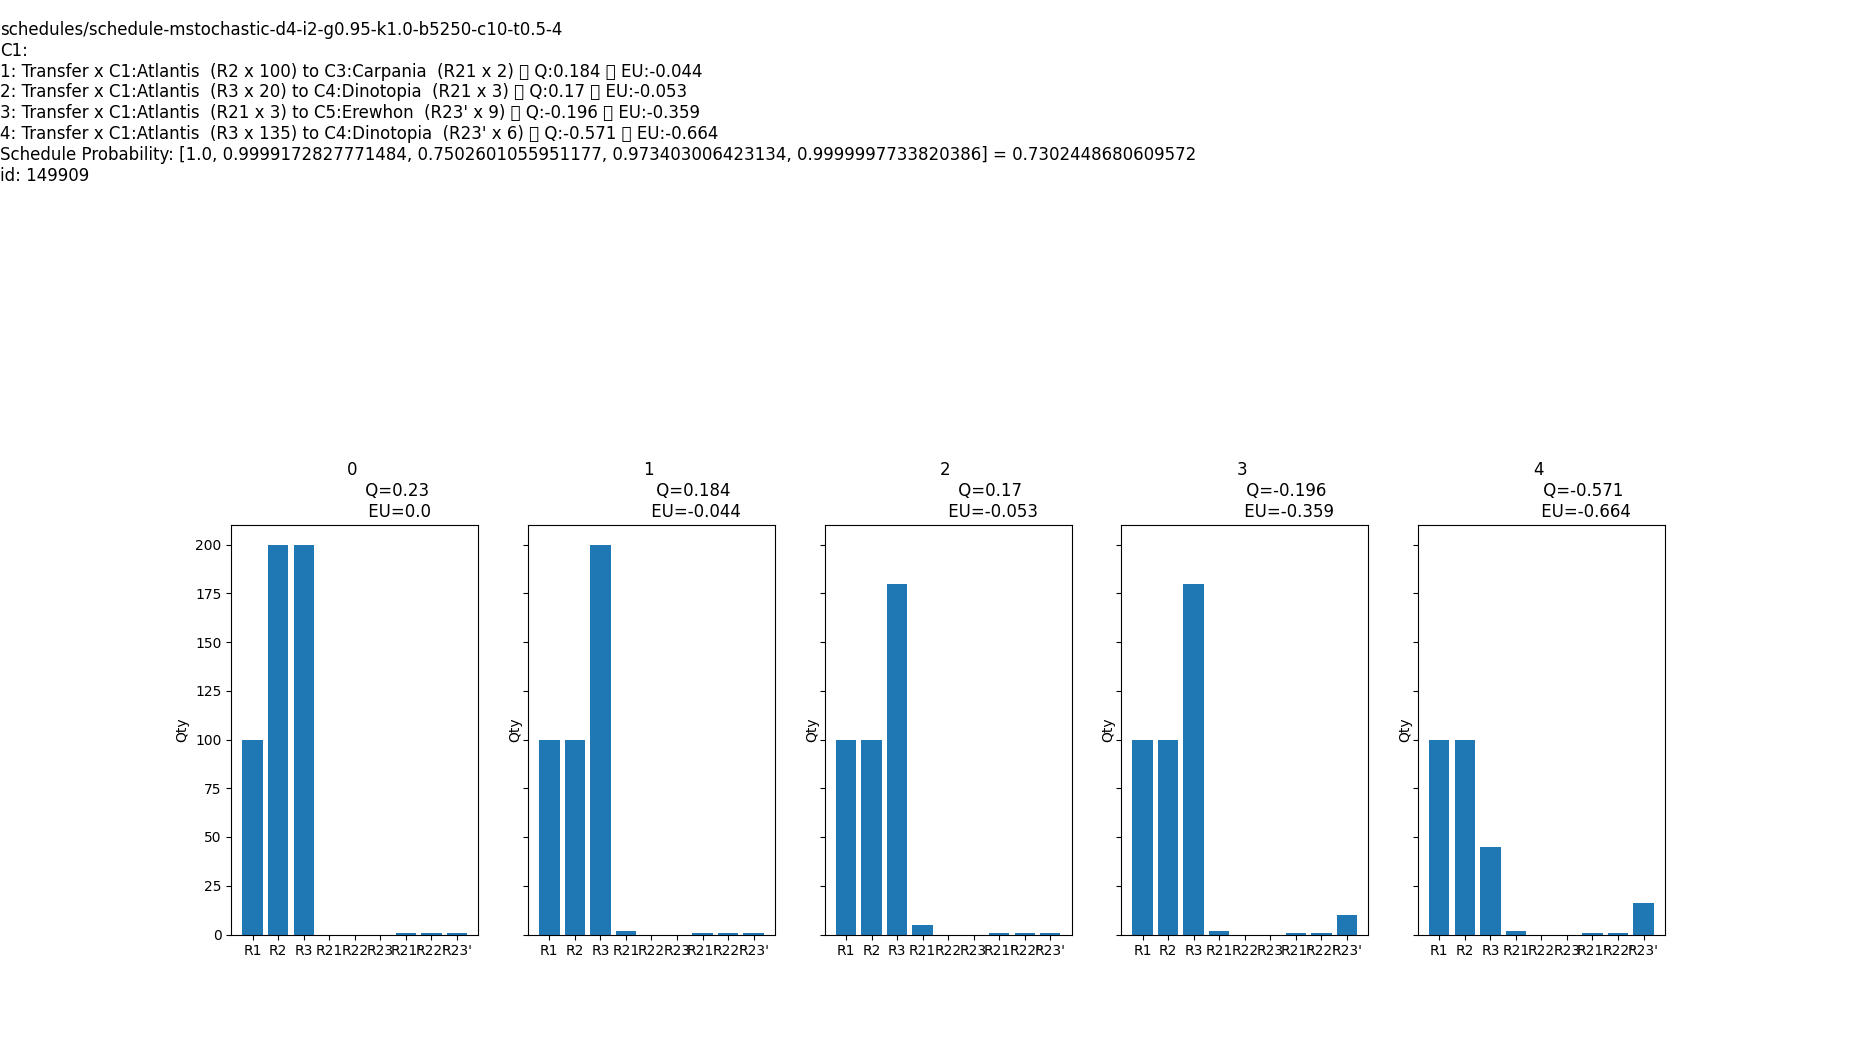 schedules/schedule-mstochastic-d4-i2-g0.95-k1.0-b5250-c10-t0.5-4
C1:
1: Transfer x C1:Atlantis  (R2 x 100) to C3:Carpania  (R21 x 2) ▯ Q:0.184 ▯ EU:-0.044
2: Transfer x C1:Atlantis  (R3 x 20) to C4:Dinotopia  (R21 x 3) ▯ Q:0.17 ▯ EU:-0.053
3: Transfer x C1:Atlantis  (R21 x 3) to C5:Erewhon  (R23' x 9) ▯ Q:-0.196 ▯ EU:-0.359
4: Transfer x C1:Atlantis  (R3 x 135) to C4:Dinotopia  (R23' x 6) ▯ Q:-0.571 ▯ EU:-0.664
Schedule Probability: [1.0, 0.9999172827771484, 0.7502601055951177, 0.973403006423134, 0.9999997733820386] = 0.7302448680609572
id: 149909
0
Q=0.23
EU=0.0
1
Q=0.184
EU=-0.044
2
Q=0.17
EU=-0.053
3
Q=-0.196
EU=-0.359
4
Q=-0.571
EU=-0.664
200
175
150
125
100
75
50
25
0
Qty
Qty
Qty
Qty
Qty
R1 R2 R3 R21 R22 R23 R21' R22' R23'
R1 R2 R3 R21 R22 R23 R21' R22' R23'
R1 R2 R3 R21 R22 R23 R21' R22' R23'
R1 R2 R3 R21 R22 R23 R21' R22' R23'
R1 R2 R3 R21 R22 R23 R21' R22' R23'